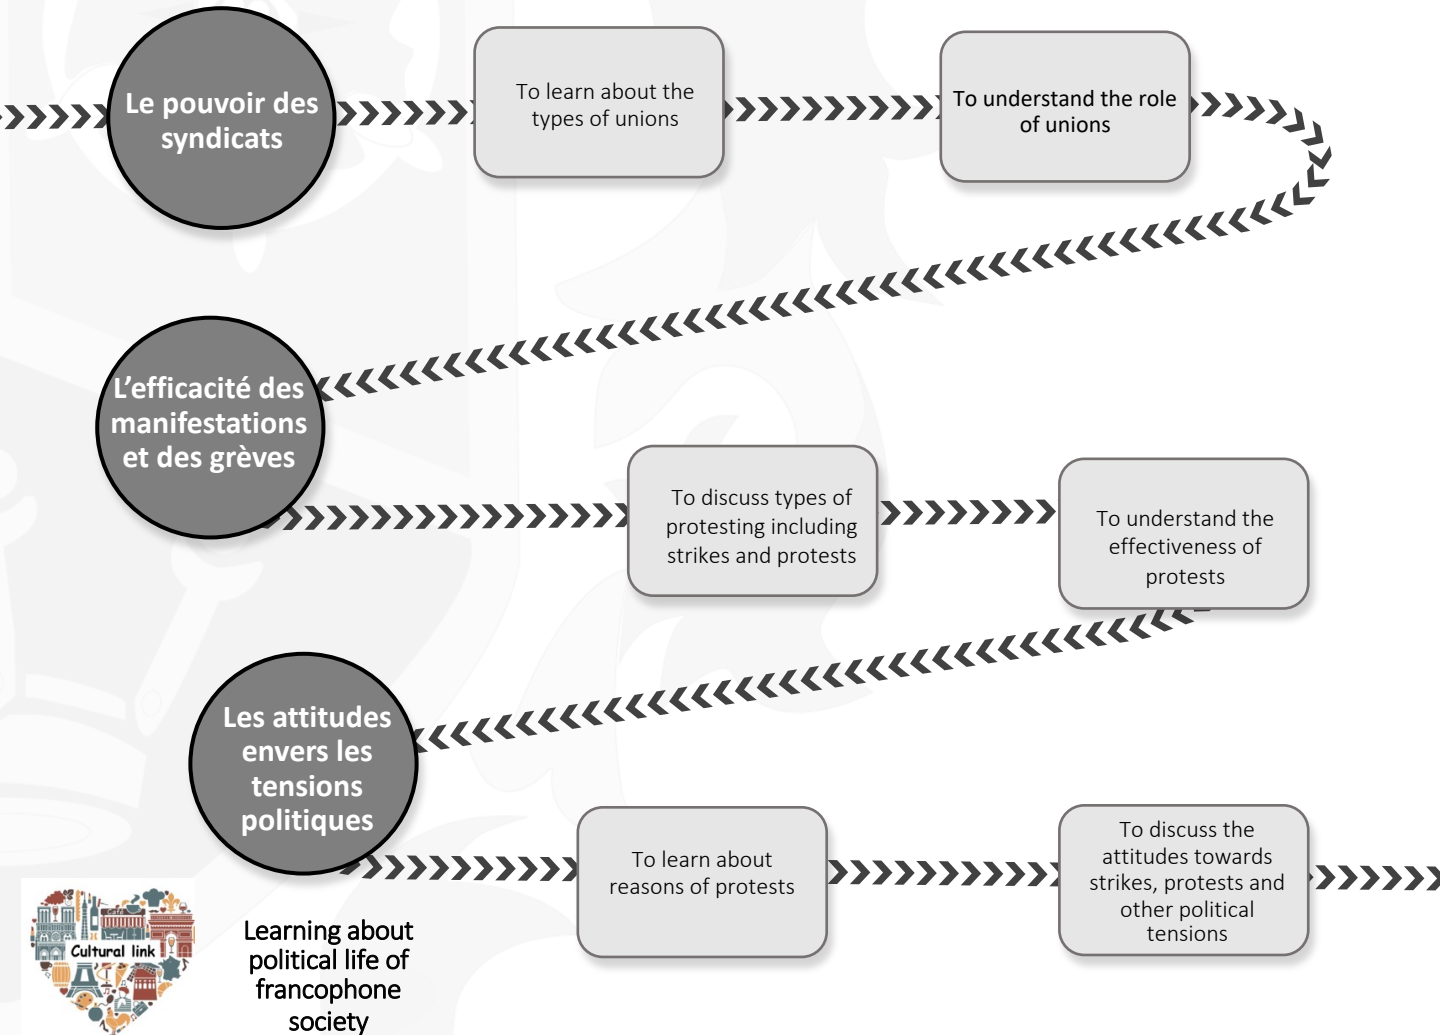 Le pouvoir des
syndicats
To learn about the
types of unions
To understand the role
of unions
L’efficacité des
manifestations
et des grèves
To discuss types of
protesting including
strikes and protests
To understand the
effectiveness of
protests
Les attitudes
envers les
tensions
politiques
To learn about
reasons of protests
To discuss the
attitudes towards
strikes, protests and
other political
tensions
Cafe
Cultural link
Learning about
political life of
francophone
society